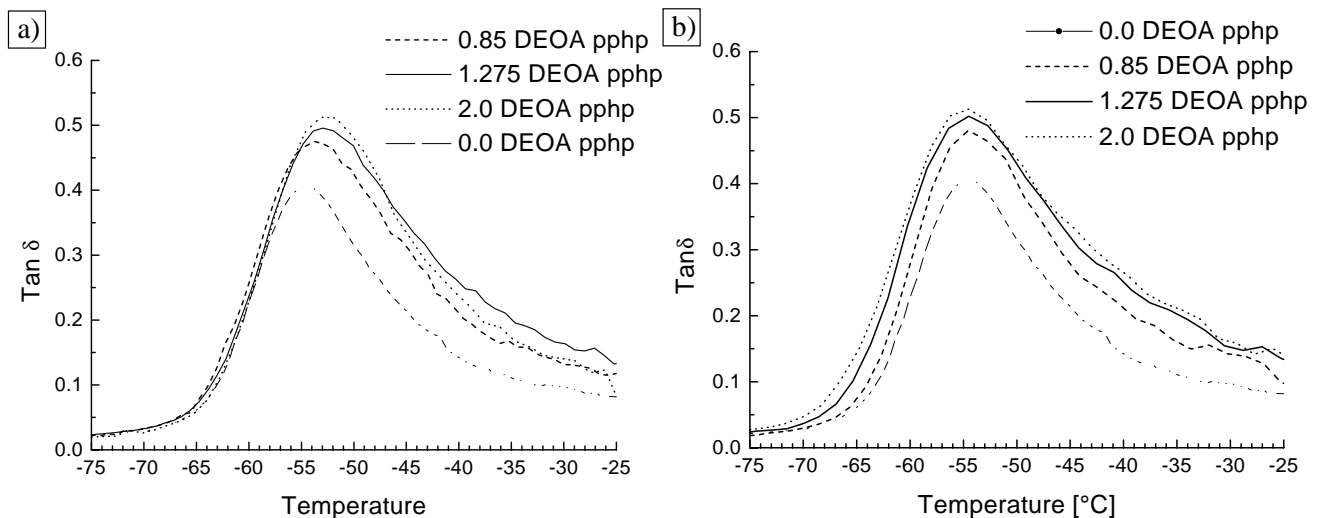 a)
0.85 DEOA pphp
1.275 DEOA pphp
2.0 DEOA pphp
0.0 DEOA pphp
0.6
0.5
0.4
0.3
0.2
0.1
0.0
Tan δ
-75 -70 -65 -60 -55 -50 -45 -40 -35 -30 -25
Temperature
b)
0.0 DEOA pphp
0.85 DEOA pphp
1.275 DEOA pphp
2.0 DEOA pphp
0.6
0.5
0.4
0.3
0.2
0.1
0.0
Tanδ
-75 -70 -65 -60 -55 -50 -45 -40 -35 -30 -25
Temperature [°C]